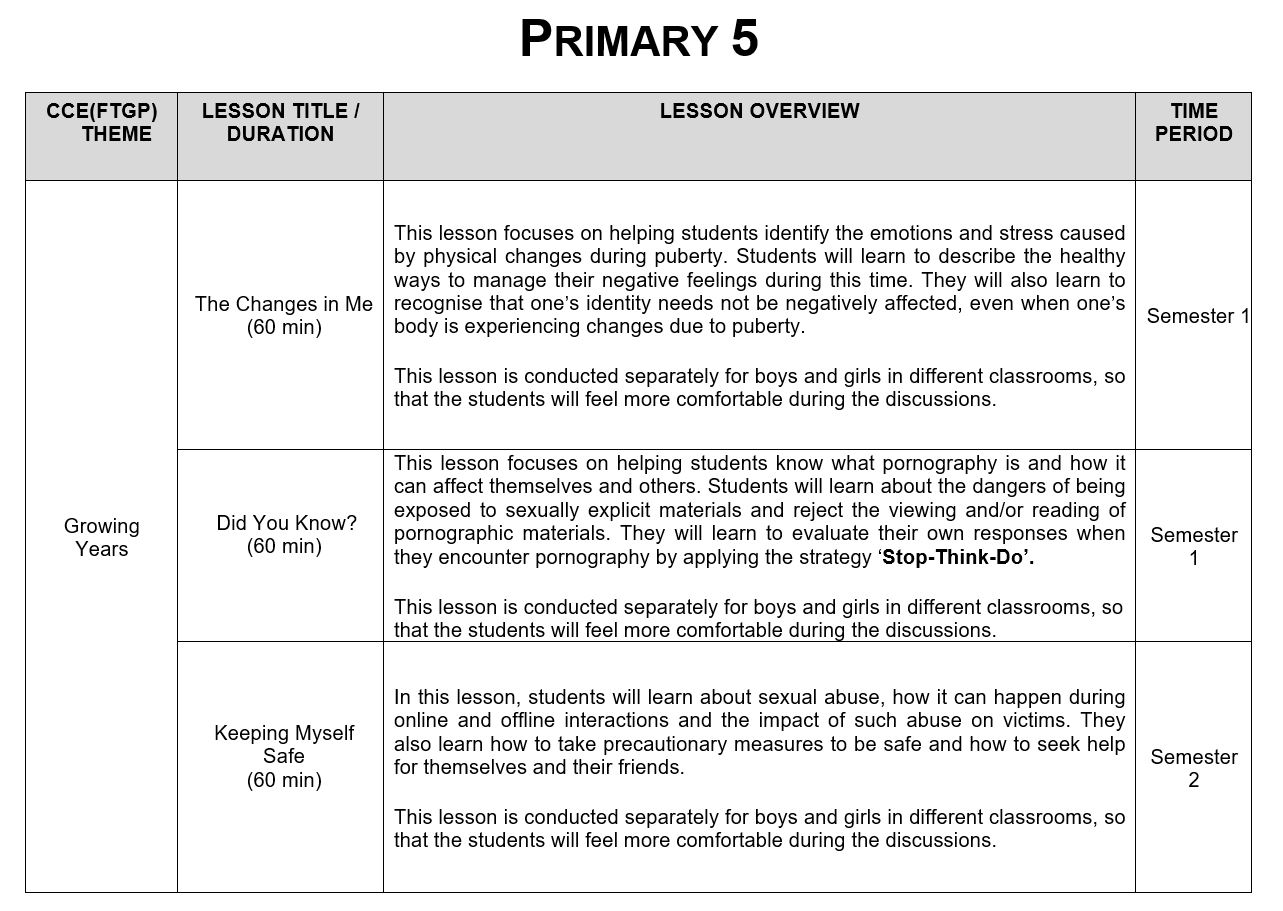 PRIMARY 5
CCE(FTGP)
THEME
LESSON TITLE /
DURATION
LESSON OVERVIEW
TIME
PERIOD
Growing
Years
The Changes in Me
(60 min)
This lesson focuses on helping students identify the emotions and stress caused
by physical changes during puberty. Students will learn to describe the healthy
ways to manage their negative feelings during this time. They will also learn to
recognise that one’s identity needs not be negatively affected, even when one’s
body is experiencing changes due to puberty.
This lesson is conducted separately for boys and girls in different classrooms, so
that the students will feel more comfortable during the discussions.
Semester 1
Did You Know?
(60 min)
This lesson focuses on helping students know what pornography is and how it
can affect themselves and others. Students will learn about the dangers of being
exposed to sexually explicit materials and reject the viewing and/or reading of
pornographic materials. They will learn to evaluate their own responses when
they encounter pornography by applying the strategy ‘Stop-Think-Do’.
This lesson is conducted separately for boys and girls in different classrooms, so
that the students will feel more comfortable during the discussions.
Semester
1
Keeping Myself
Safe
(60 min)
In this lesson, students will learn about sexual abuse, how it can happen during
online and offline interactions and the impact of such abuse on victims. They
also learn how to take precautionary measures to be safe and how to seek help
for themselves and their friends.
This lesson is conducted separately for boys and girls in different classrooms, so
that the students will feel more comfortable during the discussions.
Semester
2